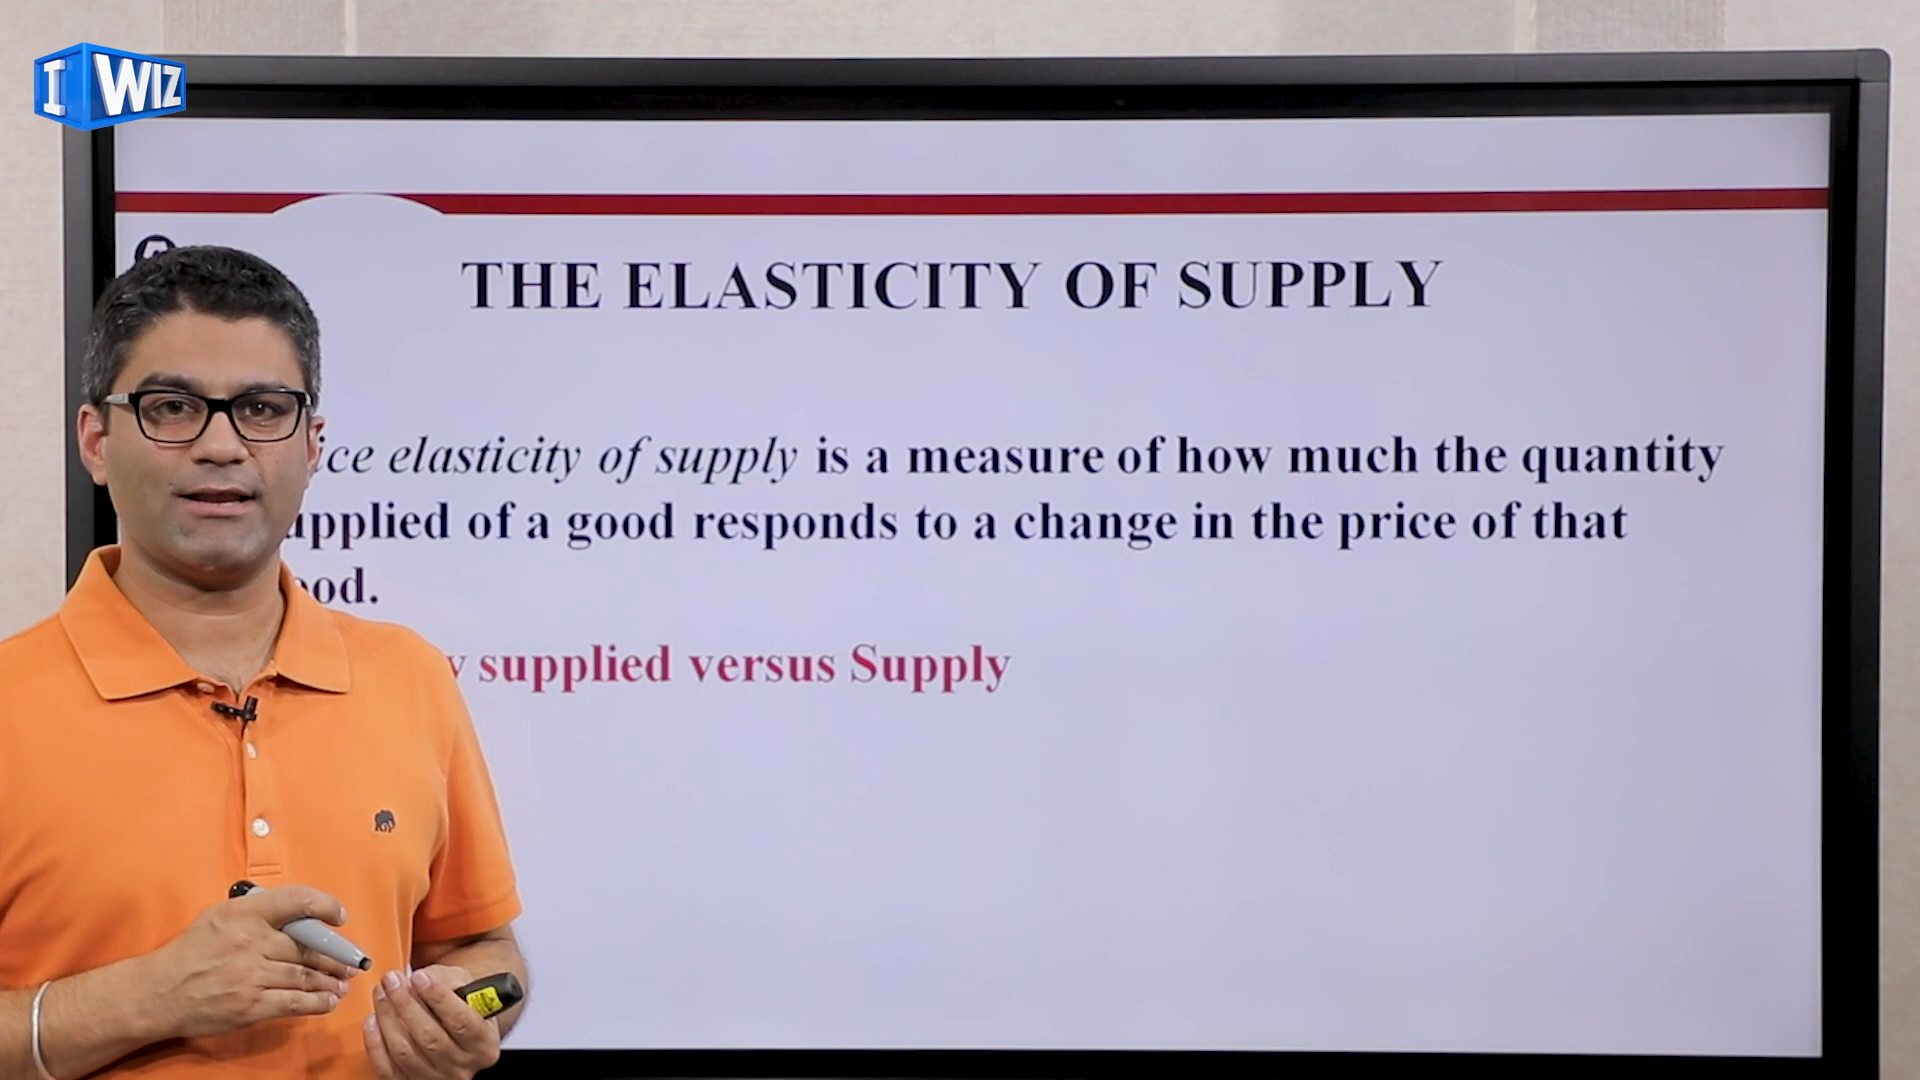 I WIZ
THE ELASTICITY OF SUPPLY
ice elasticity of supply is a measure of how much the quantity
upplied of a good responds to a change in the price of that
ood.
y supplied versus Supply